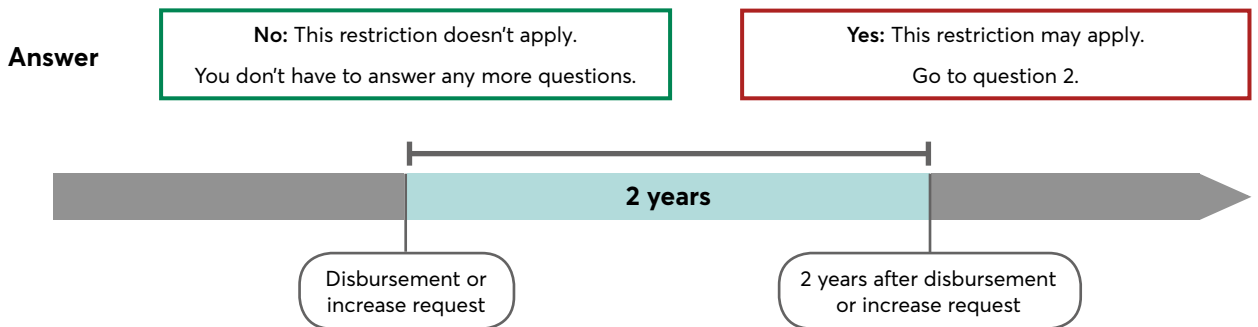 Answer
No: This restriction doesn't apply.
You don't have to answer any more questions.
Yes: This restriction may apply.
Go to question 2.
2 years
Disbursement or
increase request
2 years after disbursement
or increase request